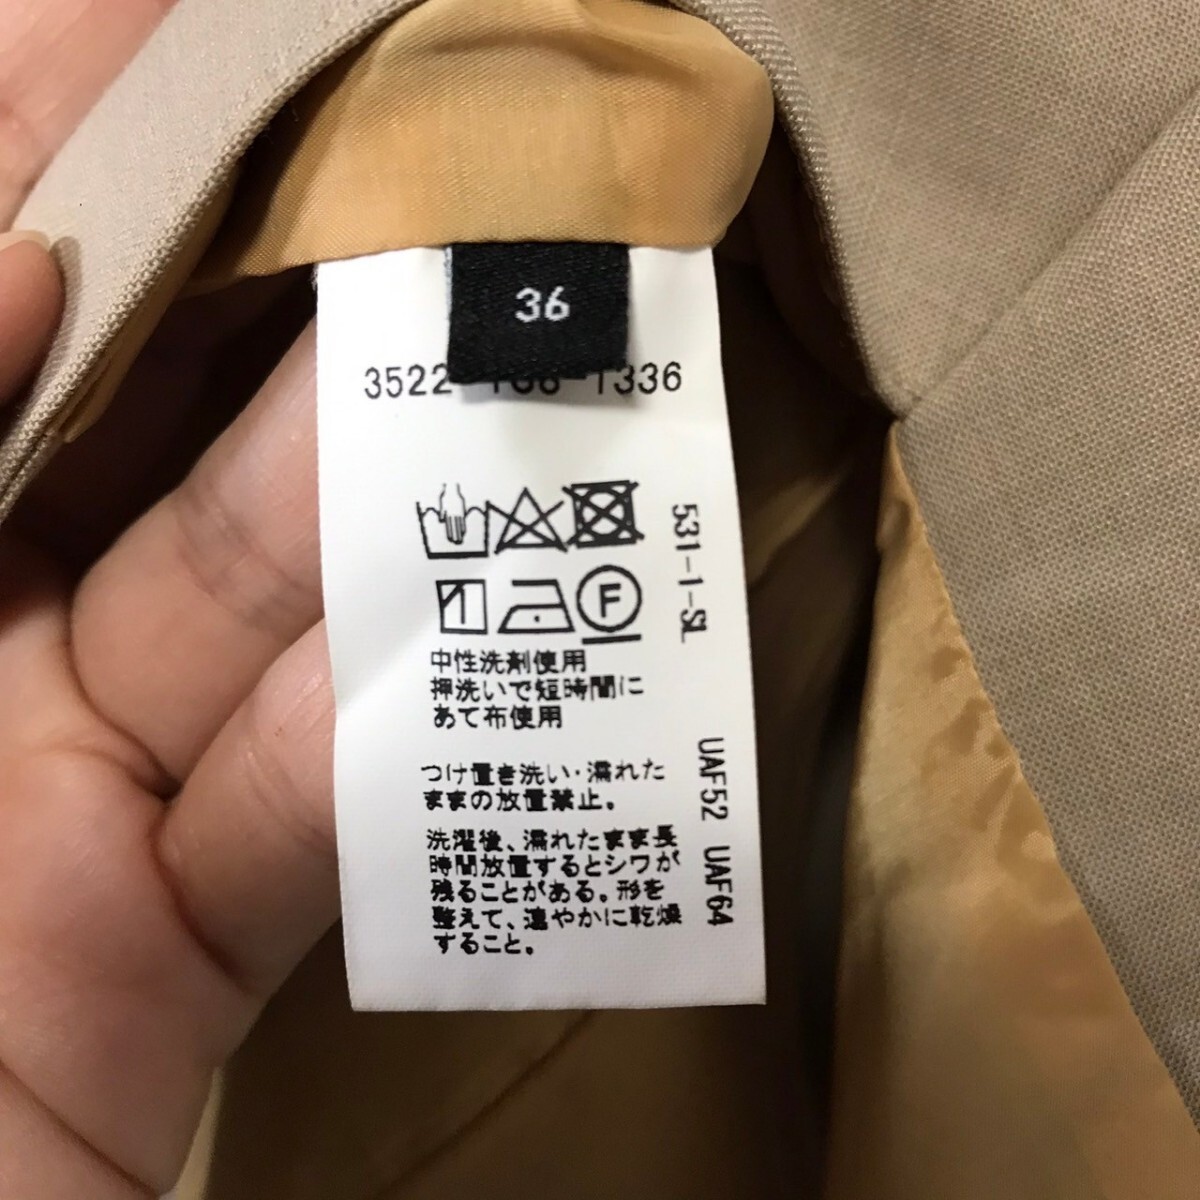 36
3522 1336
531-1-SL
F
中性洗剤使用
押洗いで短時間に
あて布使用
つけ置き洗い・濡れた
ままの放置禁止。
洗濯後、濡れたまま長
時間放置するとシワが
残ることがある。形を
整えて、速やかに乾燥
すること。
UAF52 UAF64